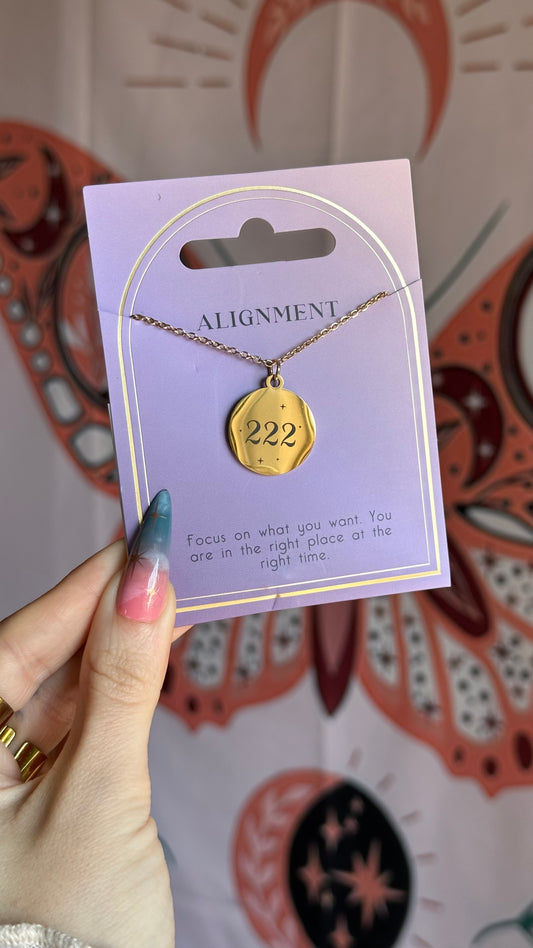 ALIGNMENT
222
Focus on what you want. You
are in the right place at the
right time.